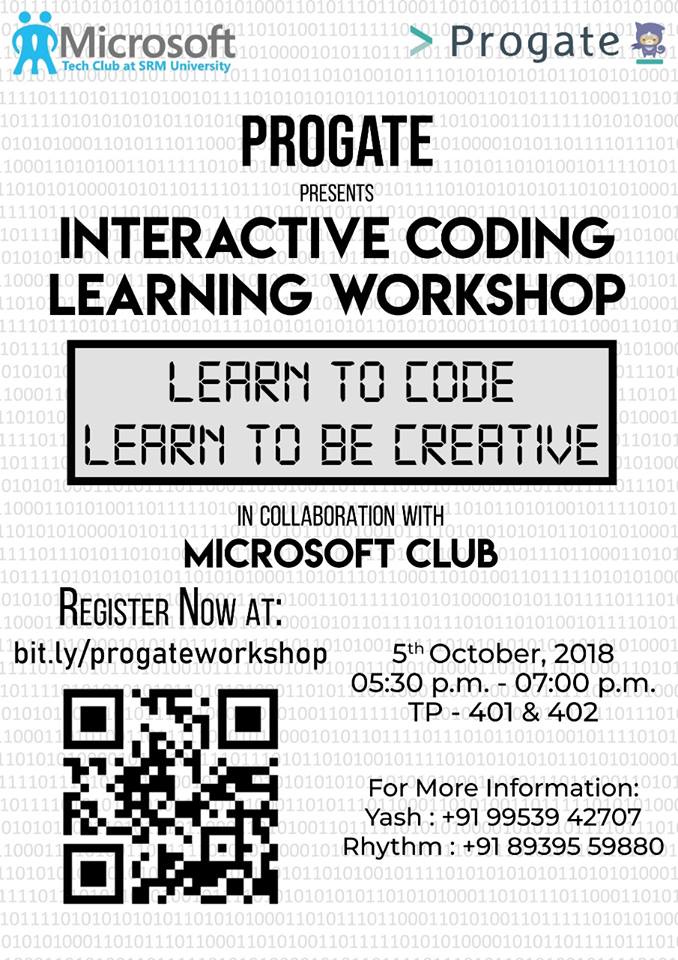 Microsoft
Tech Club at SRM University
> Progate
PROGATE
PRESENTS
INTERACTIVE CODING
LEARNING WORKSHOP
LEARN TO CODE
LEARN TO BE CREATIVE
IN COLLABORATION WITH
MICROSOFT CLUB
REGISTER NOW AT:
bit.ly/progateworkshop
5th October, 2018
05:30 p.m. - 07:00 p.m.
TP - 401 & 402
For More Information:
Yash : +91 99539 42707
Rhythm : +91 89395 59880